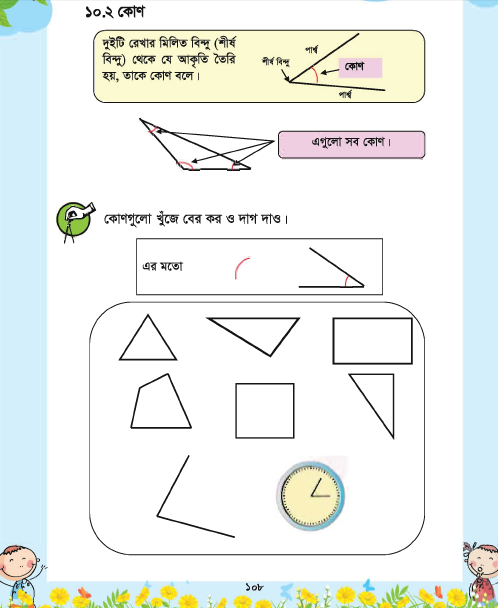 ১০.২ কোণ
দুইটি রেখার মিলিত বিন্দু (শীর্ষ
বিন্দু) থেকে যে আকৃতি তৈরি
হয়, তাকে কোণ বলে।
পার্শ্ব
শীর্ষ বিন্দু
কোণ
পার্শ্ব
এগুলো সব কোণ।
কোণগুলো খুঁজে বের কর ও দাগ দাও।
এর মতো
১০৮